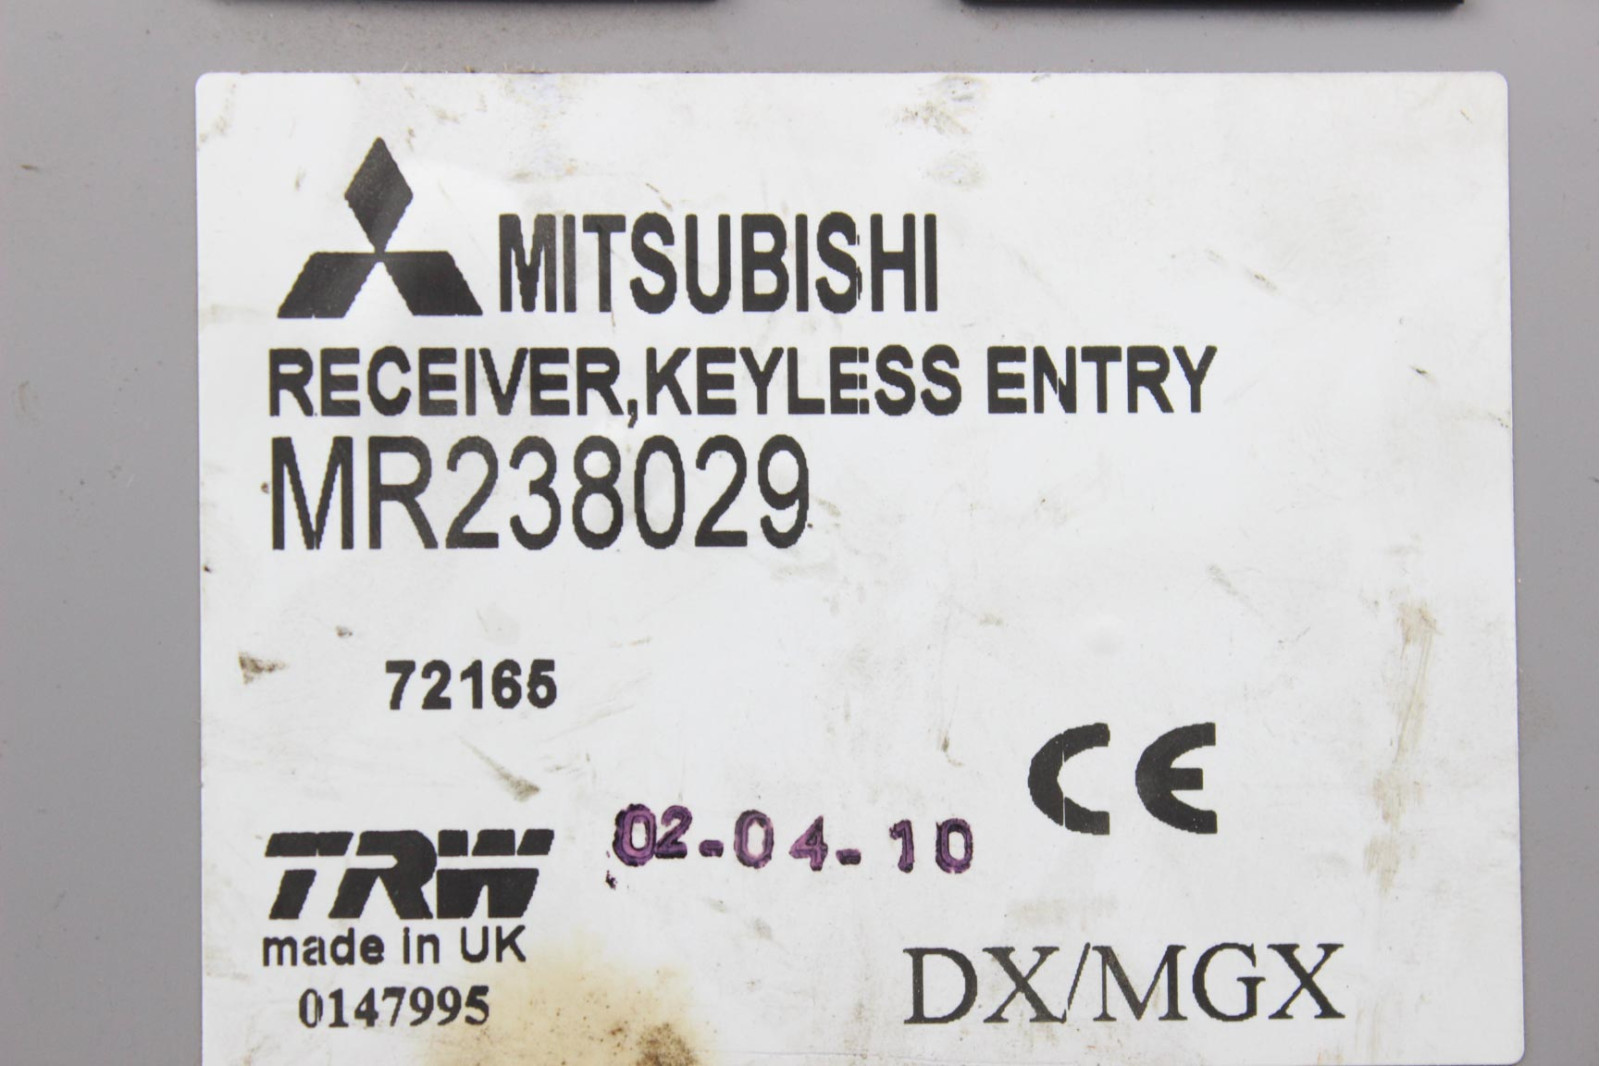 MITSUBISHI
RECEIVER,KEYLESS ENTRY
MR238029
72165
CE
02-04-10
TRW
made in UK
0147995
DX/MGX